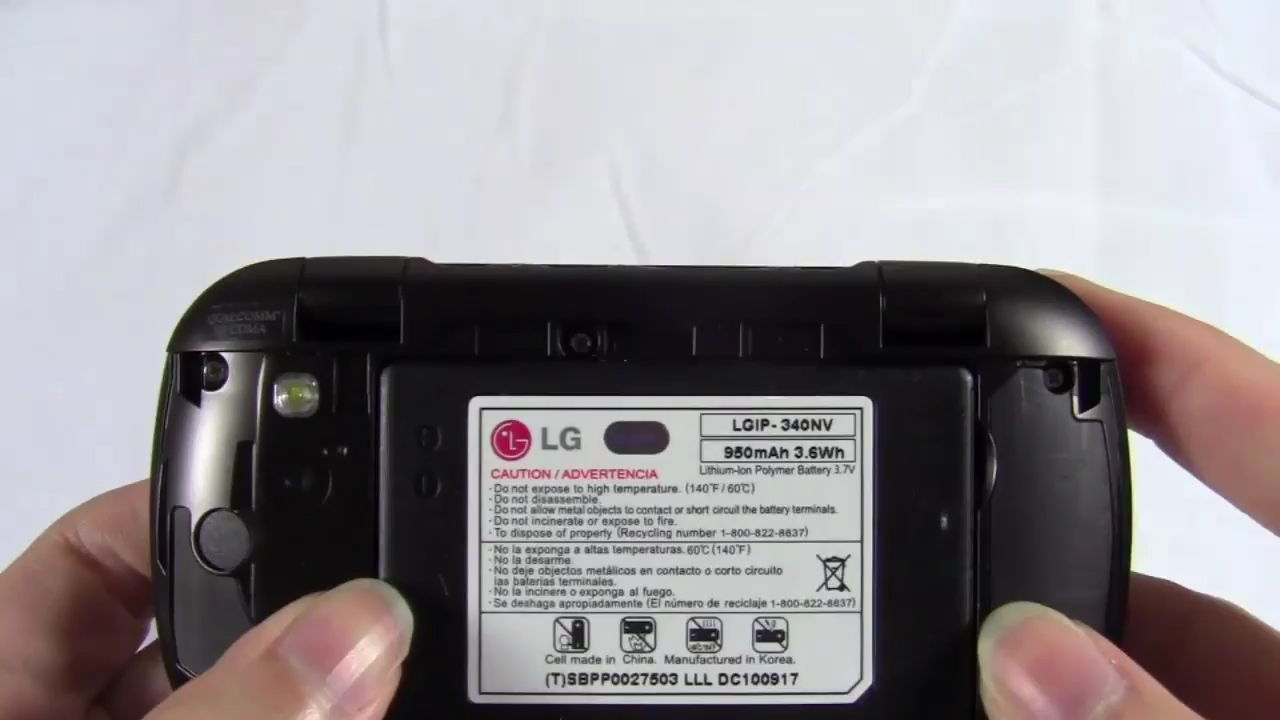 QUALCOMM
CDMA
LG
LGIP-340NV
950mAh 3.6Wh
Lithium-Ion Polymer Battery 3.7V
CAUTION / ADVERTENCIA
· Do not expose to high temperature. (140°F / 60°C)
· Do not disassemble.
· Do not allow metal objects to contact or short circuit the battery terminals.
· Do not incinerate or expose to fire.
· To dispose of property (Recycling number 1-800-822-8837)
· No la exponga a altas temperaturas. 60°C (140°F)
· No la desarme.
· No deje objectos metálicos en contacto o corto circuito
las baterias terminales.
· No la incinere o exponga al fuego.
· Se deshaga apropiadamente (El número de reciclaje 1-800-822-8837)
Cell made in China. Manufactured in Korea.
(T)SBPP0027503 LLL DC100917